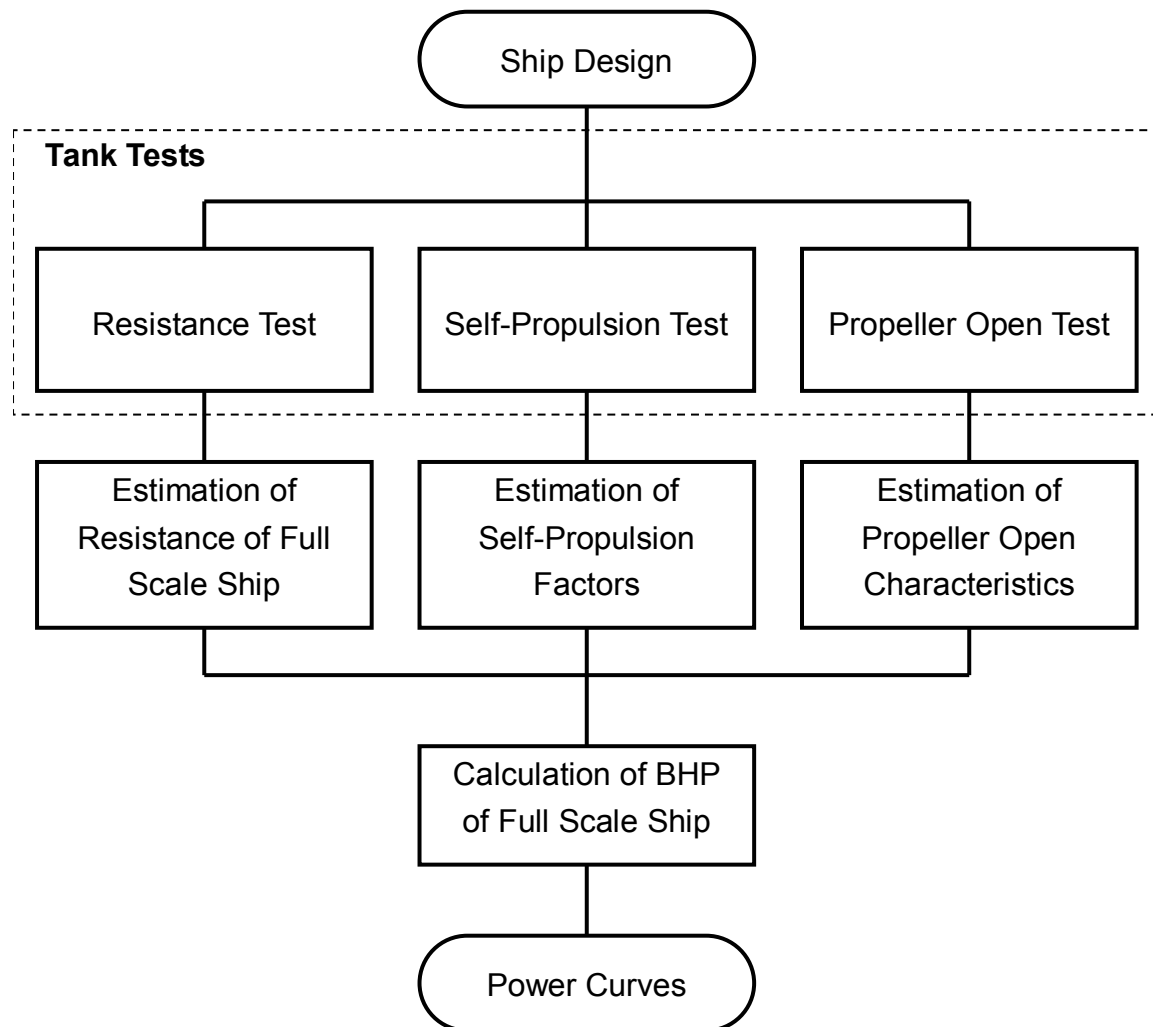 Ship Design
Tank Tests
Resistance Test
Self-Propulsion Test
Propeller Open Test
Estimation of
Resistance of Full
Scale Ship
Estimation of
Self-Propulsion
Factors
Estimation of
Propeller Open
Characteristics
Calculation of BHP
of Full Scale Ship
Power Curves